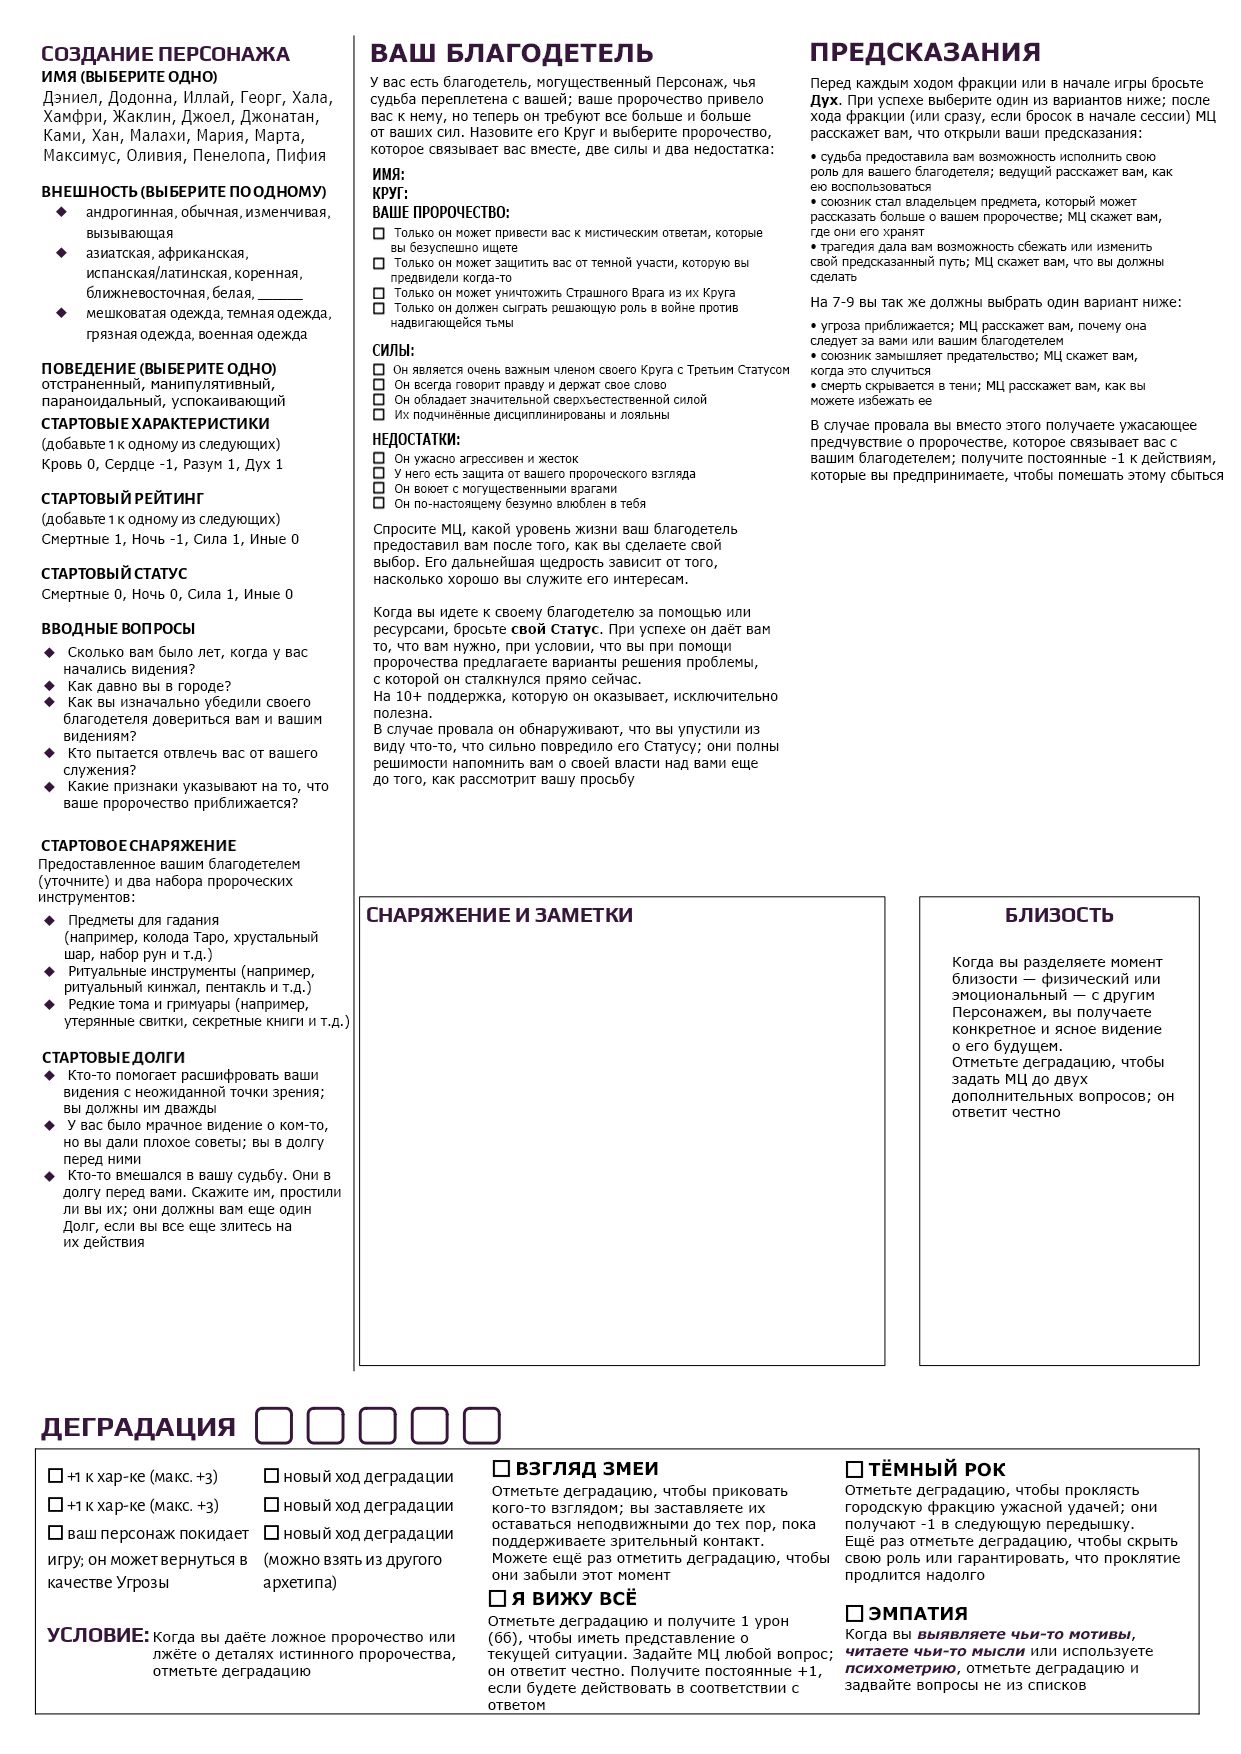 СОЗДАНИЕ ПЕРСОНАЖА
ИМЯ (ВЫБЕРИТЕ ОДНО)
Дэниел, Додонна, Иллай, Георг, Хала,
Хамфри, Жаклин, Джоел, Джонатан,
Ками, Хан, Малахи, Мария, Марта,
Максимус, Оливия, Пенелопа, Пифия
ВНЕШНОСТЬ (ВЫБЕРИТЕ ПО ОДНОМУ)
◆ андрогинная, обычная, изменчивая,
вызывающая
◆ азиатская, африканская,
испанская/латинская, коренная,
ближневосточная, белая, ______
◆ мешковатая одежда, темная одежда,
грязная одежда, военная одежда
ПОВЕДЕНИЕ (ВЫБЕРИТЕ ОДНО)
отстраненный, манипулятивный,
параноидальный, успокаивающий
СТАРТОВЫЕ ХАРАКТЕРИСТИКИ
(добавьте 1 к одному из следующих)
Кровь 0, Сердце -1, Разум 1, Дух 1
СТАРТОВЫЙ РЕЙТИНГ
(добавьте 1 к одному из следующих)
Смертные 1, Ночь -1, Сила 1, Иные 0
СТАРТОВЫЙ СТАТУС
Смертные 0, Ночь 0, Сила 1, Иные 0
ВВОДНЫЕ ВОПРОСЫ
◆ Сколько вам было лет, когда у вас
начались видения?
◆ Как давно вы в городе?
◆ Как вы изначально убедили своего
благодетеля довериться вам и вашим
видениям?
◆ Кто пытается отвлечь вас от вашего
служения?
◆ Какие признаки указывают на то, что
ваше пророчество приближается?
СТАРТОВОЕ СНАРЯЖЕНИЕ
Предоставленное вашим благодетелем
(уточните) и два набора пророческих
инструментов:
◆ Предметы для гадания
(например, колода Таро, хрустальный
шар, набор рун и т.д.)
◆ Ритуальные инструменты (например,
ритуальный кинжал, пентакль и т.д.)
◆ Редкие тома и гримуары (например,
утерянные свитки, секретные книги и т.д.)
СТАРТОВЫЕ ДОЛГИ
◆ Кто-то помогает расшифровать ваши
видения с неожиданной точки зрения;
вы должны им дважды
◆ У вас было мрачное видение о ком-то,
но вы дали плохое советы; вы в долгу
перед ними
◆ Кто-то вмешался в вашу судьбу. Они в
долгу перед вами. Скажите им, простили
ли вы их; они должны вам еще один
Долг, если вы все еще злитесь на
их действия
ВАШ БЛАГОДЕТЕЛЬ
У вас есть благодетель, могущественный Персонаж, чья
судьба переплетена с вашей; ваше пророчество привело
вас к нему, но теперь он требуют все больше и больше
от ваших сил. Назовите его Круг и выберите пророчество,
которое связывает вас вместе, две силы и два недостатка:
ИМЯ:
КРУГ:
ВАШЕ ПРОРОЧЕСТВО:
Только он может привести вас к мистическим ответам, которые
вы безуспешно ищете
Только он может защитить вас от темной участи, которую вы
предвидели когда-то
Только он может уничтожить Страшного Врага из их Круга
Только он должен сыграть решающую роль в войне против
надвигающейся тьмы
СИЛЫ:
Он является очень важным членом своего Круга с Третьим Статусом
Он всегда говорит правду и держат свое слово
Он обладает значительной сверхъестественной силой
Их подчинённые дисциплинированы и лояльны
НЕДОСТАТКИ:
Он ужасно агрессивен и жесток
У него есть защита от вашего пророческого взгляда
Он воюет с могущественными врагами
Он по-настоящему безумно влюблен в тебя
Спросите МЦ, какой уровень жизни ваш благодетель
предоставил вам после того, как вы сделаете свой
выбор. Его дальнейшая щедрость зависит от того,
насколько хорошо вы служите его интересам.
Когда вы идете к своему благодетелю за помощью или
ресурсами, бросьте свой Статус. При успехе он даёт вам
то, что вам нужно, при условии, что вы при помощи
пророчества предлагаете варианты решения проблемы,
с которой он сталкнулся прямо сейчас.
На 10+ поддержка, которую он оказывает, исключительно
полезна.
В случае провала он обнаруживают, что вы упустили из
виду что-то, что сильно повредило его Статусу; они полны
решимости напомнить вам о своей власти над вами еще
до того, как рассмотрит вашу просьбу
ПРЕДСКАЗАНИЯ
Перед каждым ходом фракции или в начале игры бросьте
Дух. При успехе выберите один из вариантов ниже; после
хода фракции (или сразу, если бросок в начале сессии) МЦ
расскажет вам, что открыли ваши предсказания:
• судьба предоставила вам возможность исполнить свою
роль для вашего благодетеля; ведущий расскажет вам, как
ею воспользоваться
• союзник стал владельцем предмета, который может
рассказать больше о вашем пророчестве; МЦ скажет вам,
где они его хранят
• трагедия дала вам возможность сбежать или изменить
свой предсказанный путь; МЦ скажет вам, что вы должны
сделать
На 7-9 вы так же должны выбрать один вариант ниже:
• угроза приближается; МЦ расскажет вам, почему она
следует за вами или вашим благодетелем
• союзник замышляет предательство; МЦ скажет вам,
когда это случиться
• смерть скрывается в тени; МЦ расскажет вам, как вы
можете избежать ее
В случае провала вы вместо этого получаете ужасающее
предчувствие о пророчестве, которое связывает вас с
вашим благодетелем; получите постоянные -1 к действиям,
которые вы предпринимаете, чтобы помешать этому сбыться
СНАРЯЖЕНИЕ И ЗАМЕТКИ
БЛИЗОСТЬ
Когда вы разделяете момент
близости — физический или
эмоциональный — с другим
Персонажем, вы получаете
конкретное и ясное видение
о его будущем.
Отметьте деградацию, чтобы
задать МЦ до двух
дополнительных вопросов; он
ответит честно
ДЕГРАДАЦИЯ
+1 к хар-ке (макс. +3)
+1 к хар-ке (макс. +3)
ваш персонаж покидает
игру; он может вернуться в
качестве Угрозы
новый ход деградации
новый ход деградации
новый ход деградации
(можно взять из другого
архетипа)
УСЛОВИЕ: Когда вы даёте ложное пророчество или
лжёте о деталях истинного пророчества,
отметьте деградацию
ВЗГЛЯД ЗМЕИ
Отметьте деградацию, чтобы приковать
кого-то взглядом; вы заставляете их
оставаться неподвижными до тех пор, пока
поддерживаете зрительный контакт.
Можете ещё раз отметить деградацию, чтобы
они забыли этот момент
Я ВИЖУ ВСЁ
Отметьте деградацию и получите 1 урон
(бб), чтобы иметь представление о
текущей ситуации. Задайте МЦ любой вопрос;
он ответит честно. Получите постоянные +1,
если будете действовать в соответствии с
ответом
ТЁМНЫЙ РОК
Отметьте деградацию, чтобы проклясть
городскую фракцию ужасной удачей; они
получают -1 в следующую передышку.
Ещё раз отметьте деградацию, чтобы скрыть
свою роль или гарантировать, что проклятие
продлится надолго
ЭМПАТИЯ
Когда вы выявляете чьи-то мотивы,
читаете чьи-то мысли или используете
психометрию, отметьте деградацию и
задвайте вопросы не из списков